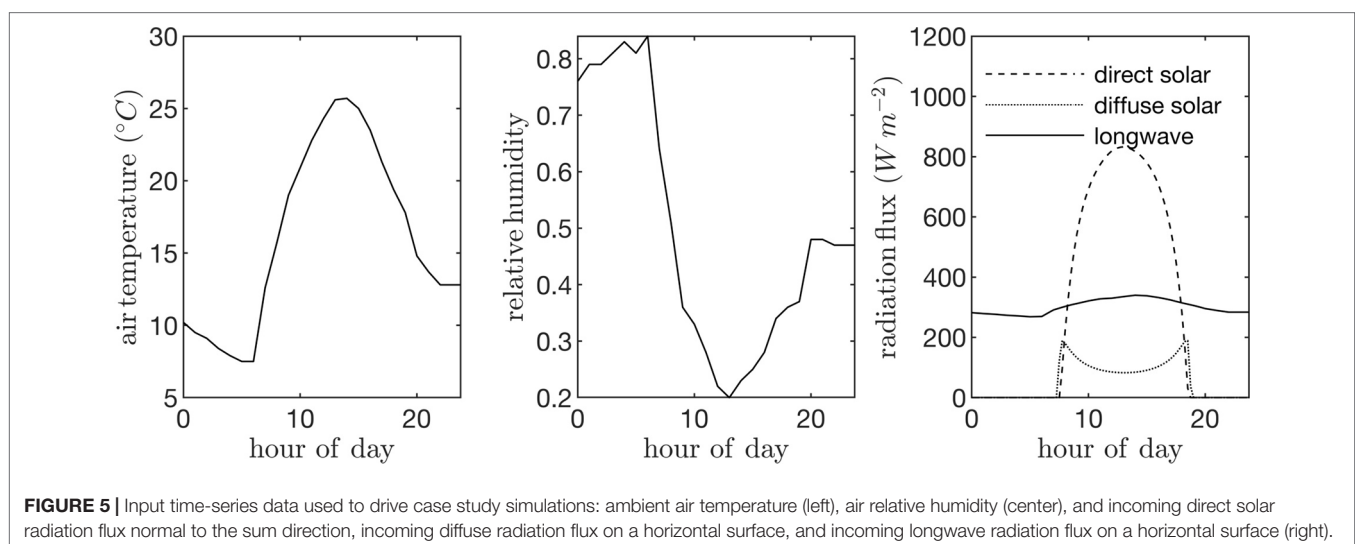 30
25
20
15
10
5
0 10 20
air temperature (°C)
hour of day
0.8
0.7
0.6
0.5
0.4
0.3
0.2
0 10 20
relative humidity
hour of day
1200
1000
800
600
400
200
0
0 10 20
radiation flux (W m⁻²)
hour of day
direct solar
diffuse solar
longwave
FIGURE 5 | Input time-series data used to drive case study simulations: ambient air temperature (left), air relative humidity (center), and incoming direct solar
radiation flux normal to the sum direction, incoming diffuse radiation flux on a horizontal surface, and incoming longwave radiation flux on a horizontal surface (right).